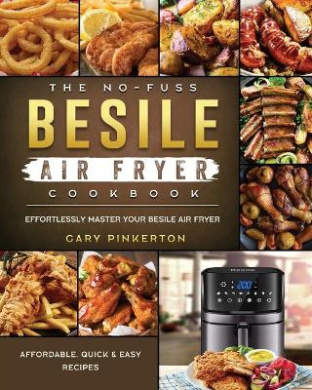 THE NO-FUSS
BESILE
AIR FRYER
COOKBOOK
EFFORTLESSLY MASTER YOUR BESILE AIR FRYER
GARY PINKERTON
200
AFFORDABLE, QUICK & EASY
RECIPES